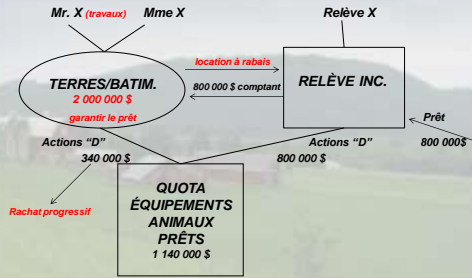 Mr. X (travaux)
Mme X
Relève X
location à rabais
TERRES/BATIM.
2 000 000 $
garantir le prêt
800 000 $ comptant
RELÈVE INC.
Prêt
800 000$
Actions “D”
340 000 $
Actions “D”
800 000 $
Rachat progressif
QUOTA
ÉQUIPEMENTS
ANIMAUX
PRÊTS
1 140 000 $